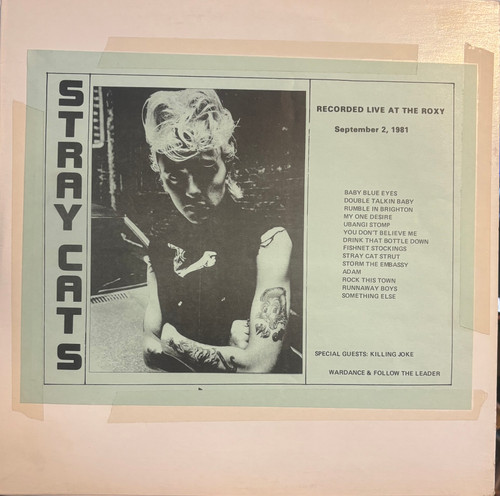 STRAY CATS
RECORDED LIVE AT THE ROXY
September 2, 1981
BABY BLUE EYES
DOUBLE TALKIN BABY
RUMBLE IN BRIGHTON
MY ONE DESIRE
UBANGI STOMP
YOU DON'T BELIEVE ME
DRINK THAT BOTTLE DOWN
FISHNET STOCKINGS
STRAY CAT STRUT
STORM THE EMBASSY
ADAM
ROCK THIS TOWN
RUNNAWAY BOYS
SOMETHING ELSE
SPECIAL GUESTS: KILLING JOKE
WARDANCE & FOLLOW THE LEADER